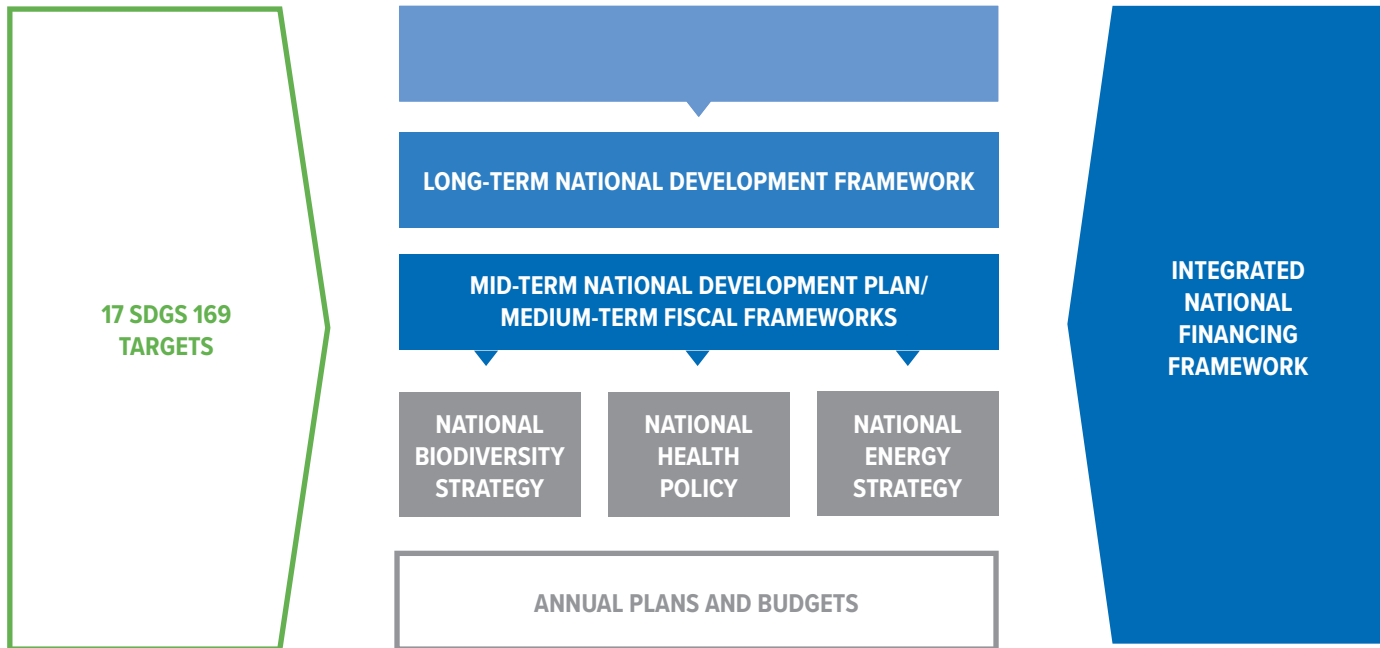 17 SDGS 169
TARGETS
LONG-TERM NATIONAL DEVELOPMENT FRAMEWORK
MID-TERM NATIONAL DEVELOPMENT PLAN/
MEDIUM-TERM FISCAL FRAMEWORKS
NATIONAL
BIODIVERSITY
STRATEGY
NATIONAL
HEALTH
POLICY
NATIONAL
ENERGY
STRATEGY
ANNUAL PLANS AND BUDGETS
INTEGRATED
NATIONAL
FINANCING
FRAMEWORK